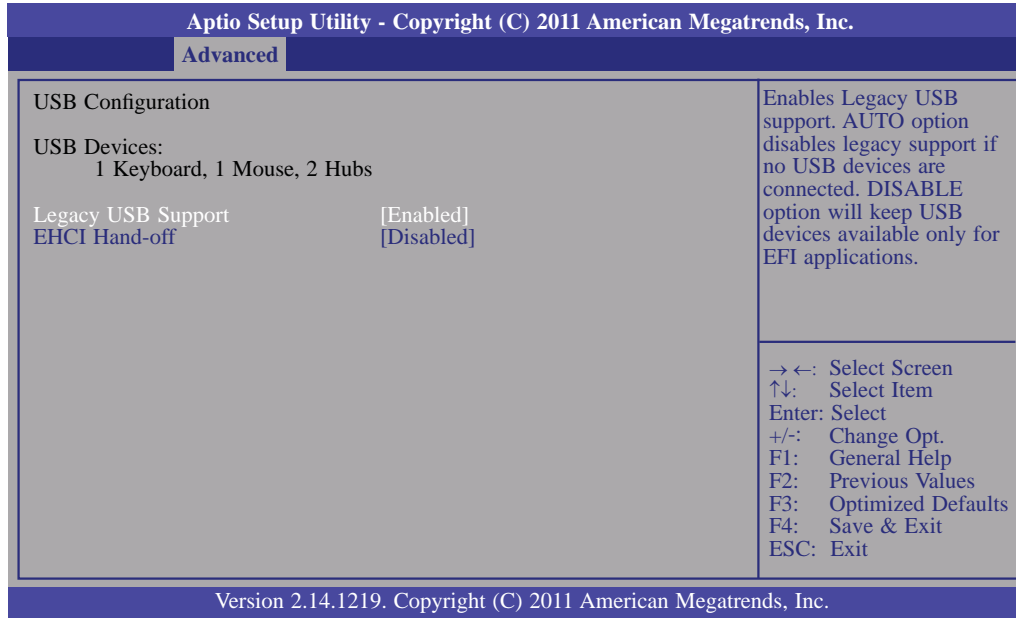 Aptio Setup Utility - Copyright (C) 2011 American Megatrends, Inc.
Advanced
USB Configuration
USB Devices:
1 Keyboard, 1 Mouse, 2 Hubs
Legacy USB Support [Enabled]
EHCI Hand-off [Disabled]
Enables Legacy USB
support. AUTO option
disables legacy support if
no USB devices are
connected. DISABLE
option will keep USB
devices available only for
EFI applications.
→←: Select Screen
↑↓: Select Item
Enter: Select
+/-: Change Opt.
F1: General Help
F2: Previous Values
F3: Optimized Defaults
F4: Save & Exit
ESC: Exit
Version 2.14.1219. Copyright (C) 2011 American Megatrends, Inc.